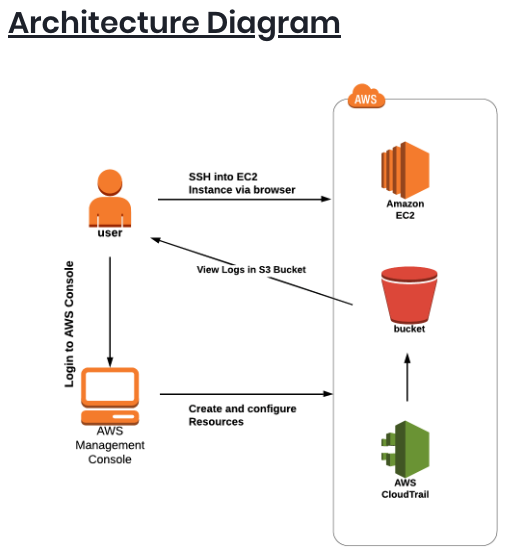 Architecture Diagram
AWS
SSH into EC2
Instance via browser
Amazon
EC2
user
View Logs in S3 Bucket
bucket
Login to AWS Console
Create and configure
Resources
AWS
Management
Console
AWS
CloudTrail